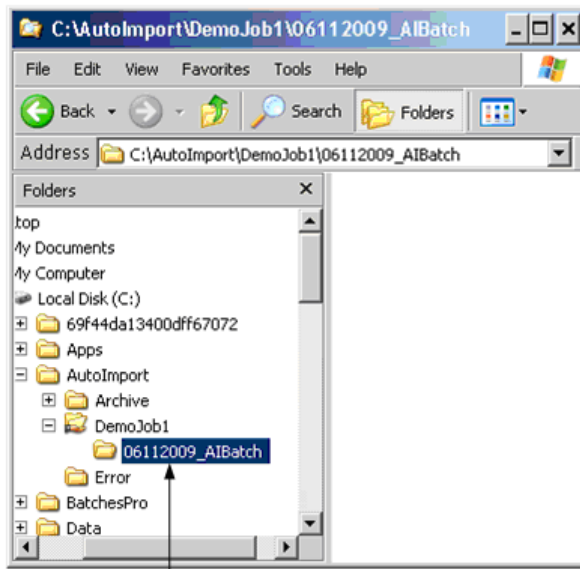 C:\AutoImport\DemoJob1\06112009_AIBatch
File Edit View Favorites Tools Help
Back Search Folders
Address C:\AutoImport\DemoJob1\06112009_AIBatch
Folders
top
My Documents
My Computer
Local Disk (C:)
69f44da13400dff67072
Apps
AutoImport
Archive
DemoJob1
06112009_AIBatch
Error
BatchesPro
Data